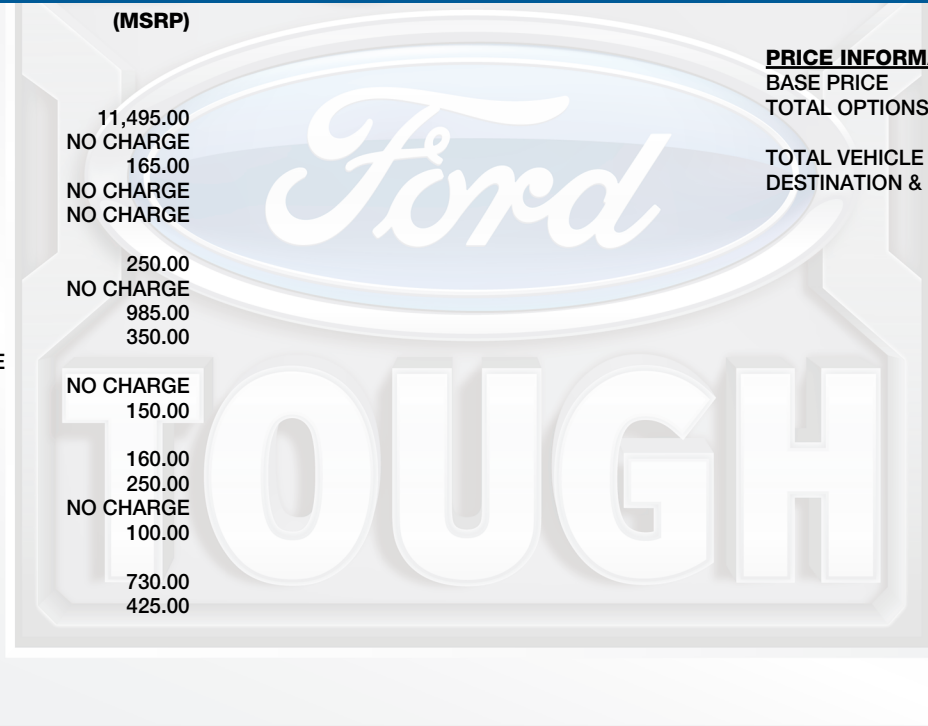 (MSRP)
11,495.00
NO CHARGE
165.00
NO CHARGE
NO CHARGE
250.00
NO CHARGE
985.00
350.00
E
NO CHARGE
150.00
160.00
250.00
NO CHARGE
100.00
730.00
425.00
PRICE INFORMA
BASE PRICE
TOTAL OPTIONS
TOTAL VEHICLE
DESTINATION &
Ford
TOUGH